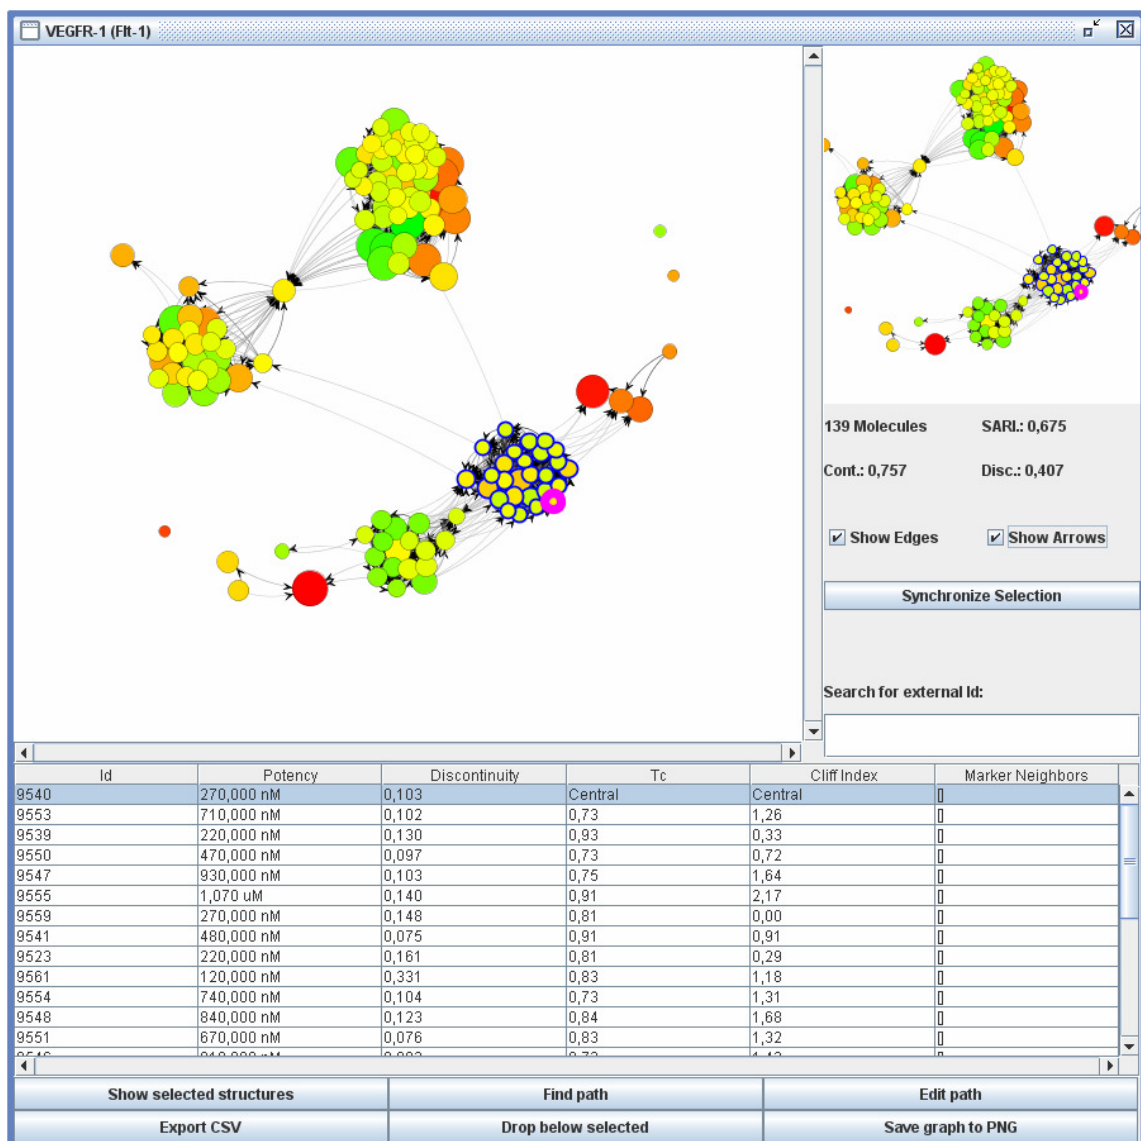 VEGFR-1 (Flt-1)
139 Molecules SARI.: 0,675
Cont.: 0,757 Disc.: 0,407
Show Edges Show Arrows
Synchronize Selection
Search for external Id:
Id Potency Discontinuity Tc Cliff Index Marker Neighbors
9540 270,000 nM 0,103 Central Central []
9553 710,000 nM 0,102 0,73 1,26 []
9539 220,000 nM 0,130 0,93 0,33 []
9550 470,000 nM 0,097 0,73 0,72 []
9547 930,000 nM 0,103 0,75 1,64 []
9555 1,070 uM 0,140 0,91 2,17 []
9559 270,000 nM 0,148 0,81 0,00 []
9541 480,000 nM 0,075 0,91 0,91 []
9523 220,000 nM 0,161 0,81 0,29 []
9561 120,000 nM 0,331 0,83 1,18 []
9554 740,000 nM 0,104 0,73 1,31 []
9548 840,000 nM 0,123 0,84 1,68 []
9551 670,000 nM 0,076 0,83 1,32 []
Show selected structures Find path Edit path
Export CSV Drop below selected Save graph to PNG